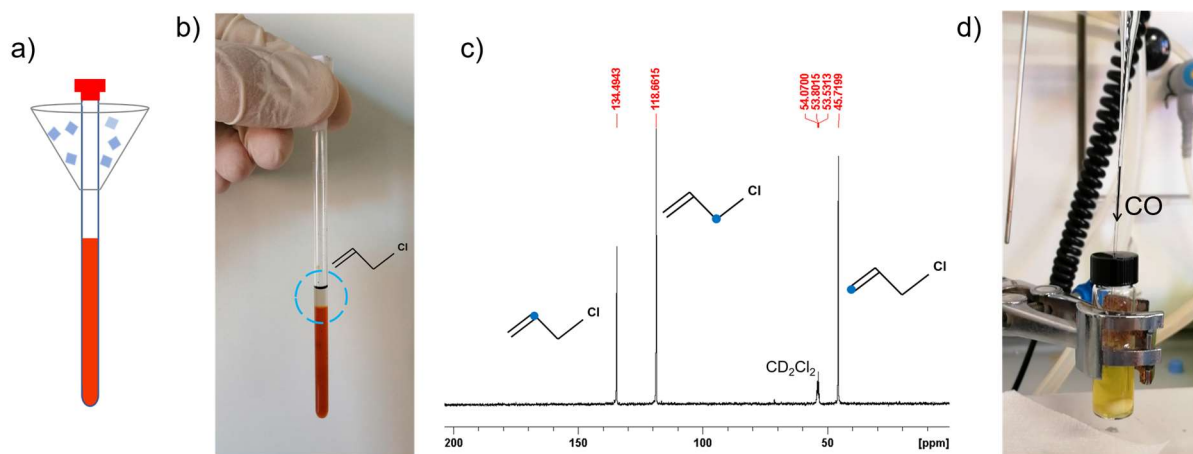 a)
b)
Cl
c)
134.4943
118.6615
54.0700
53.8015
53.5313
45.7199
Cl
Cl
Cl
CD2Cl2
200
150
100
50
[ppm]
d)
CO